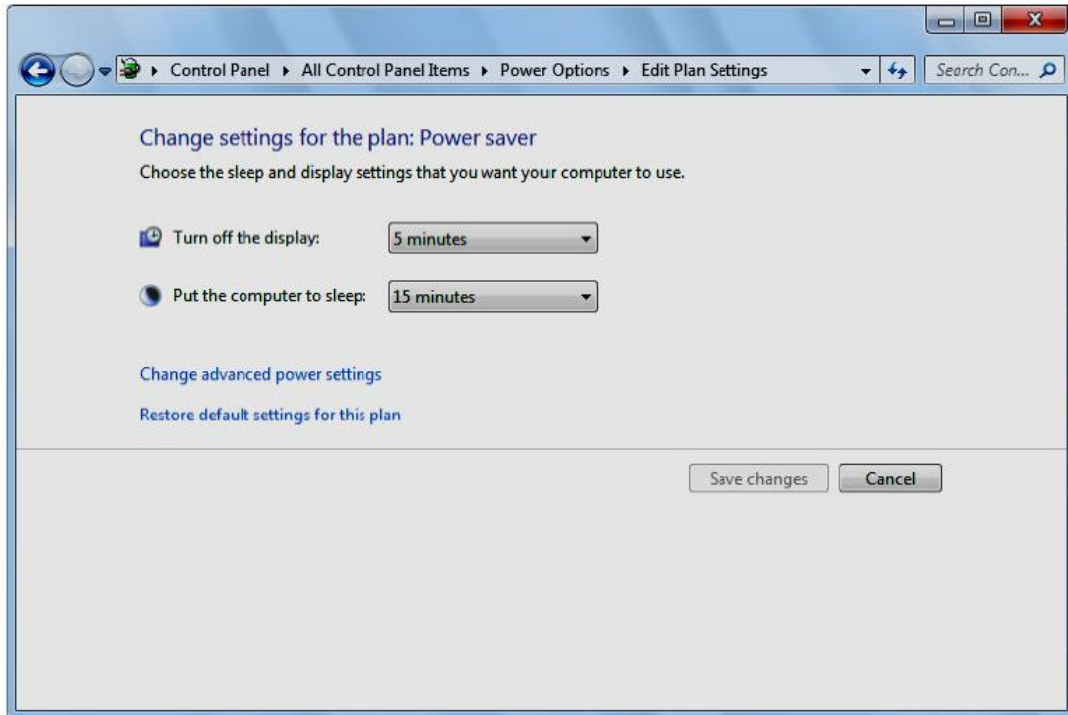 Control Panel All Control Panel Items Power Options Edit Plan Settings Search Con...
Change settings for the plan: Power saver
Choose the sleep and display settings that you want your computer to use.
Turn off the display: 5 minutes
Put the computer to sleep: 15 minutes
Change advanced power settings
Restore default settings for this plan
Save changes Cancel